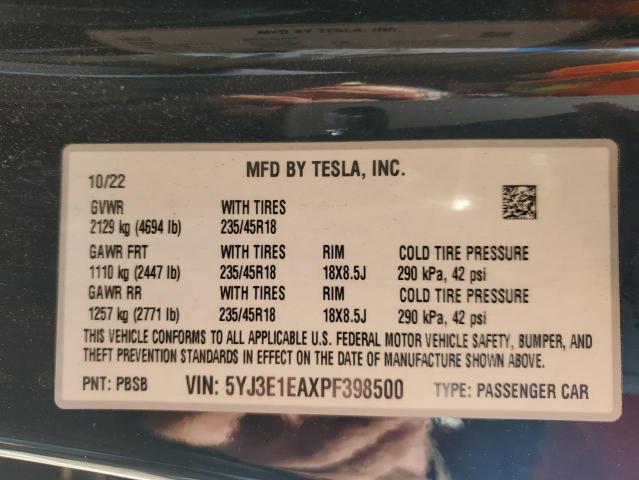 MFD BY TESLA, INC.
MFD BY TESLA, INC.
10/22
GVWR WITH TIRES
2129 kg (4694 lb) 235/45R18
GAWR FRT WITH TIRES RIM COLD TIRE PRESSURE
1110 kg (2447 lb) 235/45R18 18X8.5J 290 kPa, 42 psi
GAWR RR WITH TIRES RIM COLD TIRE PRESSURE
1257 kg (2771 lb) 235/45R18 18X8.5J 290 kPa, 42 psi
THIS VEHICLE CONFORMS TO ALL APPLICABLE U.S. FEDERAL MOTOR VEHICLE SAFETY, BUMPER, AND
THEFT PREVENTION STANDARDS IN EFFECT ON THE DATE OF MANUFACTURE SHOWN ABOVE.
PNT: PBSB VIN: 5YJ3E1EAXPF398500 TYPE: PASSENGER CAR